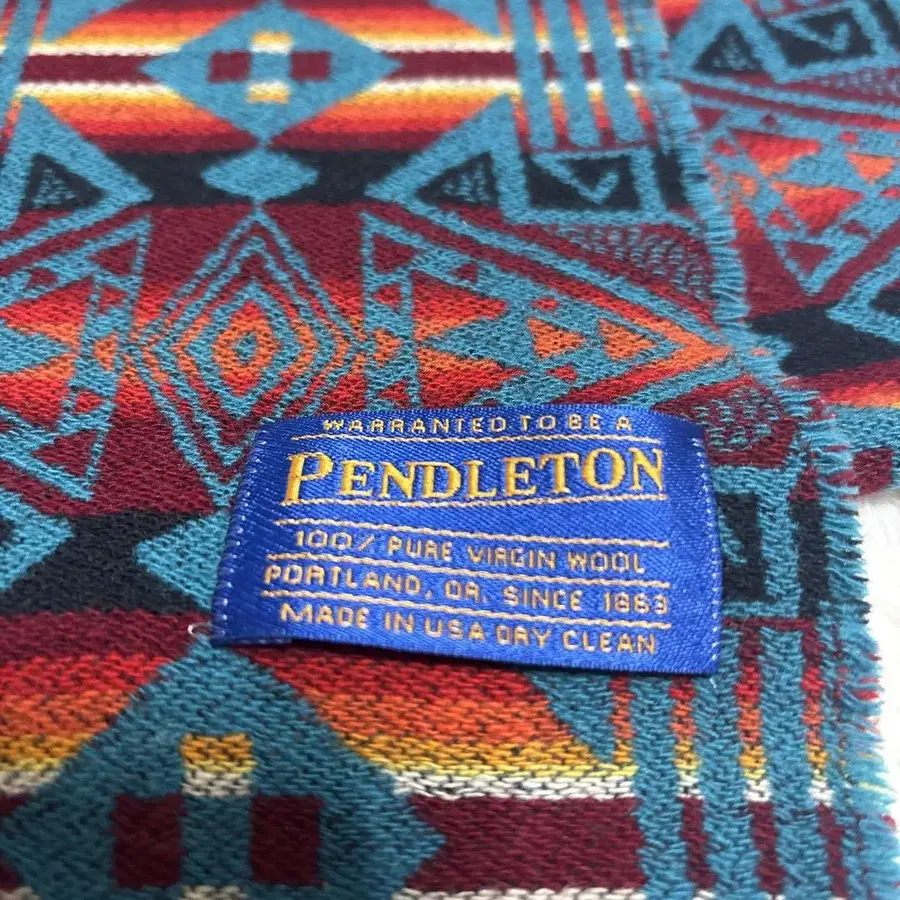 WARRANTED TO BE A
PENDLETON
100% PURE VIRGIN WOOL
PORTLAND, OR. SINCE 1863
MADE IN USA DRY CLEAN